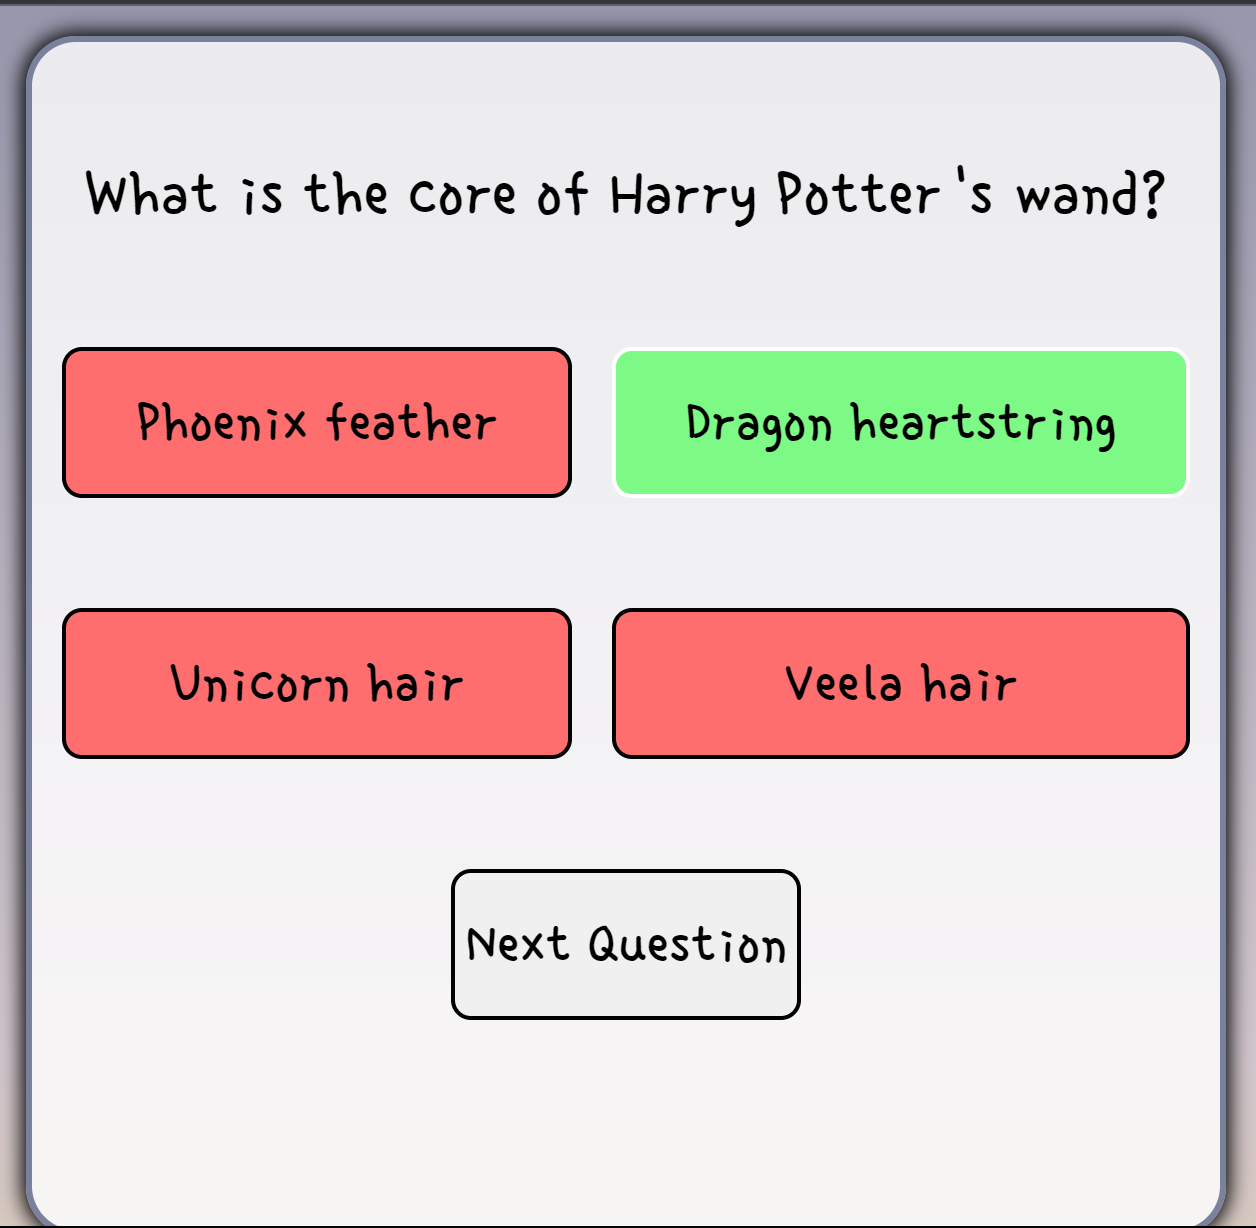 What is the core of Harry Potter 's wand?
Phoenix feather
Dragon heartstring
Unicorn hair
Veela hair
Next Question